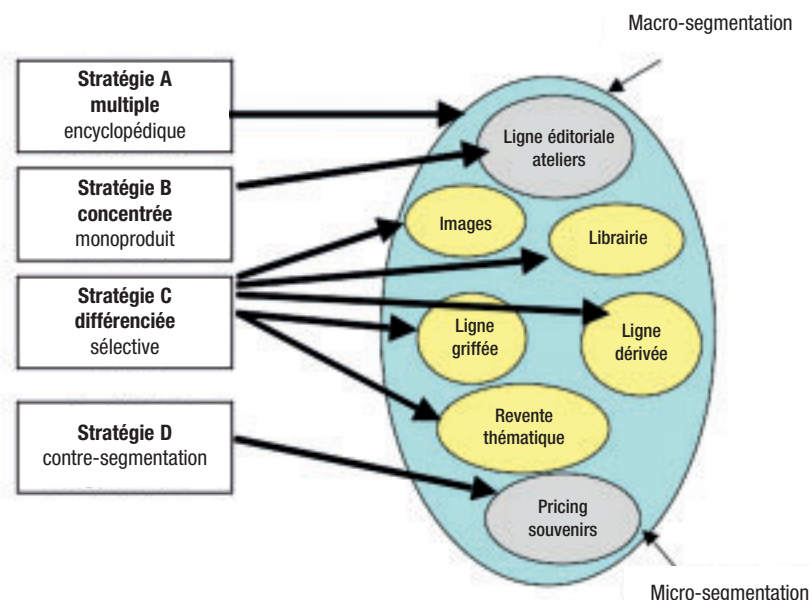 Macro-segmentation
Stratégie A
multiple
encyclopédique
Stratégie B
concentrée
monoproduit
Stratégie C
différenciée
sélective
Stratégie D
contre-segmentation
Ligne éditoriale
ateliers
Images
Librairie
Ligne
griffée
Ligne
dérivée
Revente
thématique
Pricing
souvenirs
Micro-segmentation